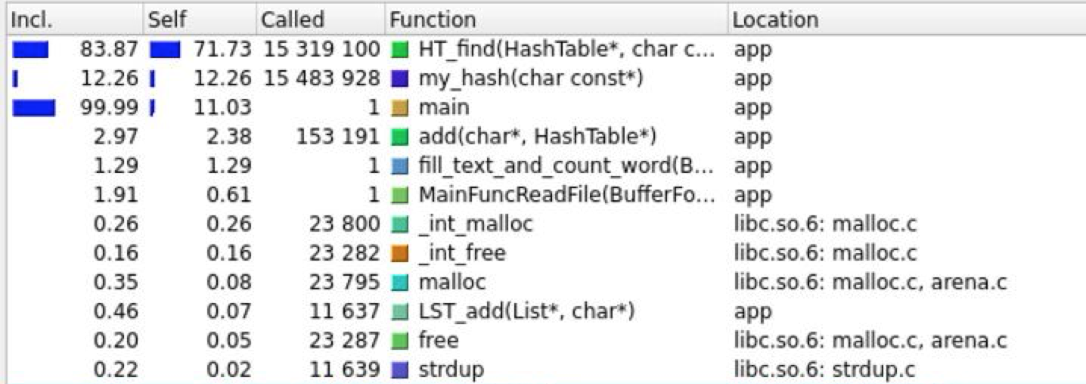 Incl. Self Called Function Location
83.87 71.73 15 319 100 HT_find(HashTable*, char c... app
12.26 12.26 15 483 928 my_hash(char const*) app
99.99 11.03 1 main app
2.97 2.38 153 191 add(char*, HashTable*) app
1.29 1.29 1 fill_text_and_count_word(B... app
1.91 0.61 1 MainFuncReadFile(BufferFo... app
0.26 0.26 23 800 _int_malloc libc.so.6: malloc.c
0.16 0.16 23 282 _int_free libc.so.6: malloc.c
0.35 0.08 23 795 malloc libc.so.6: malloc.c, arena.c
0.46 0.07 11 637 LST_add(List*, char*) app
0.20 0.05 23 287 free libc.so.6: malloc.c, arena.c
0.22 0.02 11 639 strdup libc.so.6: strdup.c